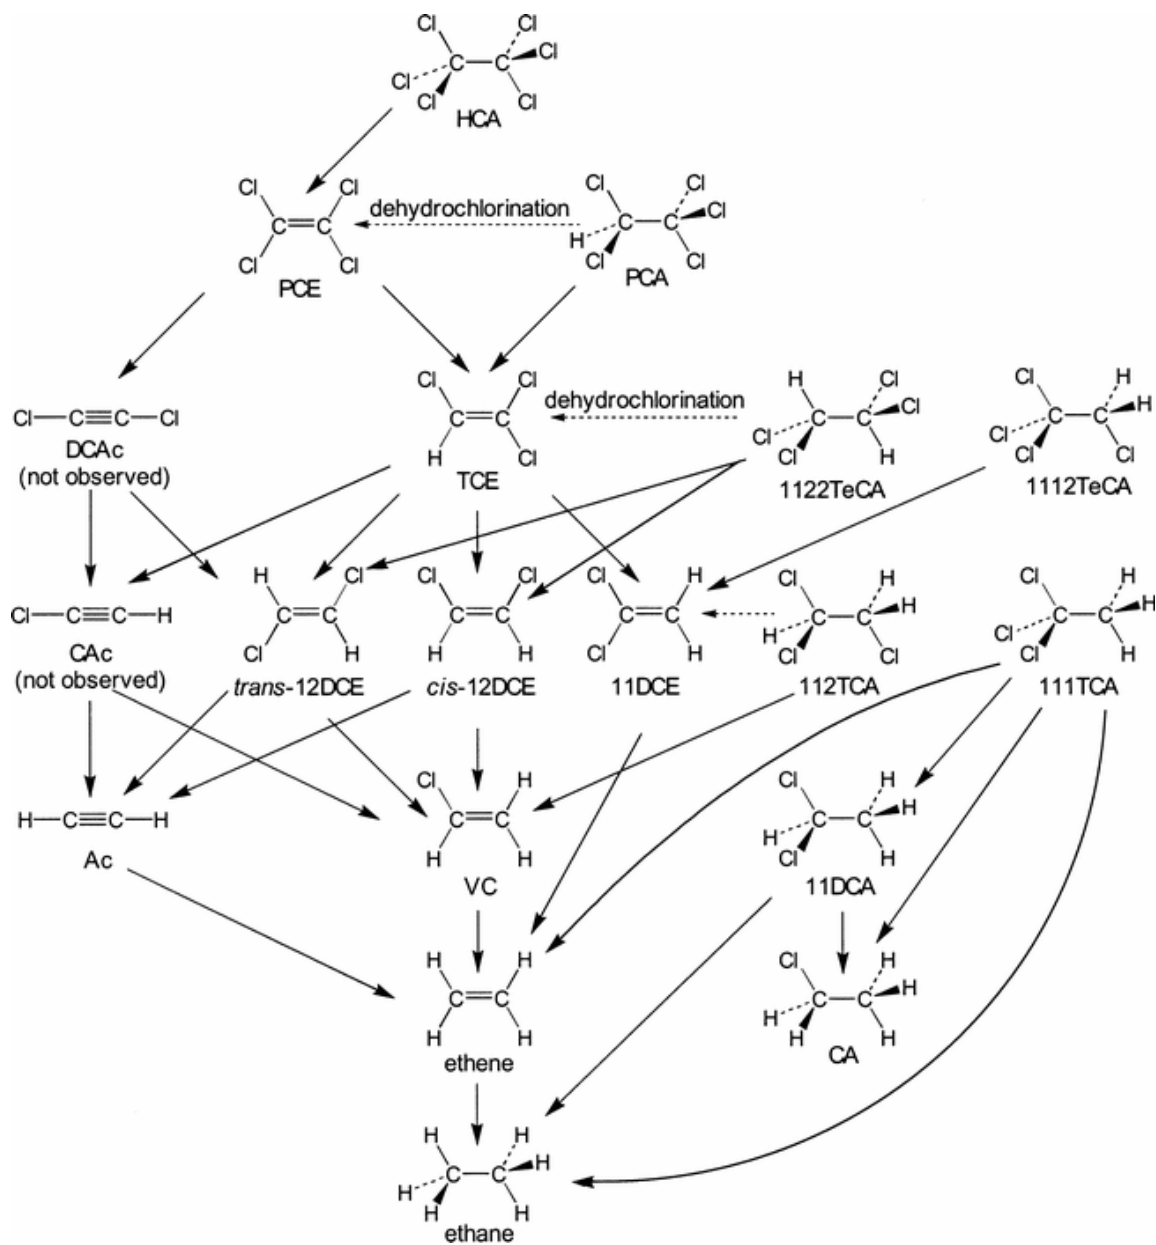 Cl Cl
Cl C C Cl
Cl Cl
HCA
Cl Cl Cl Cl
dehydrochlorination Cl
C C H C C
Cl Cl Cl Cl
PCE PCA
Cl Cl H Cl Cl H
dehydrochlorination
Cl C C Cl C C C C Cl C C H
DCAc H Cl Cl Cl H Cl Cl Cl
(not observed) TCE 1122TeCA 1112TeCA
H Cl Cl Cl Cl H Cl H Cl H
Cl C C H C C C C C C C C H C C H
Cl H H H Cl H H Cl Cl Cl Cl H
CAc trans-12DCE cis-12DCE 11DCE 112TCA 111TCA
(not observed)
Cl H Cl H
H C C H C C C C H
Ac H H H Cl H
VC 11DCA
H H Cl H
C C C C H
H H H H H
ethene CA
H H
C C H
H H H
ethane